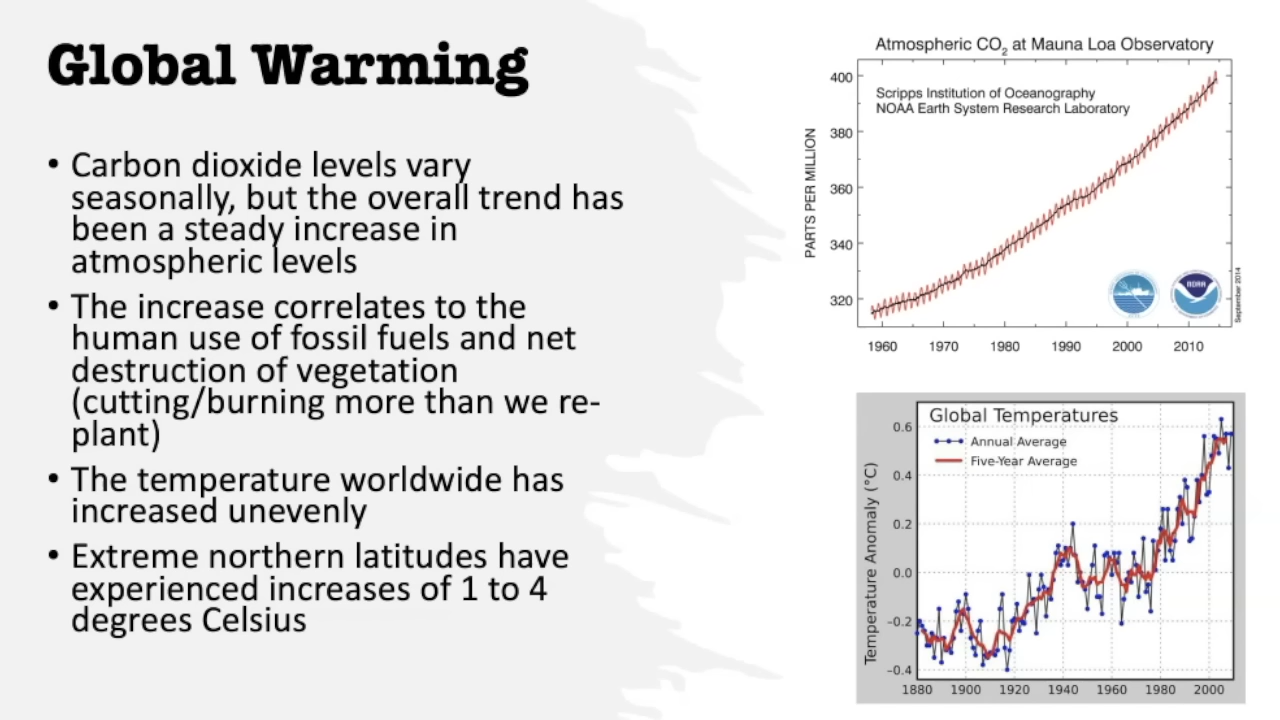 Global Warming
• Carbon dioxide levels vary
seasonally, but the overall trend has
been a steady increase in
atmospheric levels
• The increase correlates to the
human use of fossil fuels and net
destruction of vegetation
(cutting/burning more than we re-
plant)
• The temperature worldwide has
increased unevenly
• Extreme northern latitudes have
experienced increases of 1 to 4
degrees Celsius
Atmospheric CO₂ at Mauna Loa Observatory
Scripps Institution of Oceanography
NOAA Earth System Research Laboratory
PARTS PER MILLION
400
380
360
340
320
1960 1970 1980 1990 2000 2010
NOAA
September 2014
Global Temperatures
Annual Average
Five-Year Average
Temperature Anomaly (°C)
0.6
0.4
0.2
0.0
-0.2
-0.4
1880 1900 1920 1940 1960 1980 2000